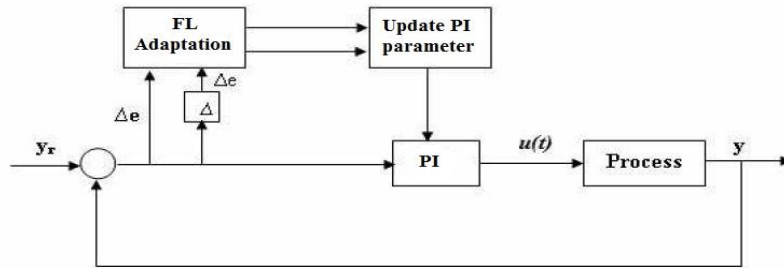 FL
Adaptation
Update PI
parameter
Δe
Δe
Δ
yr
PI
u(t)
Process
y